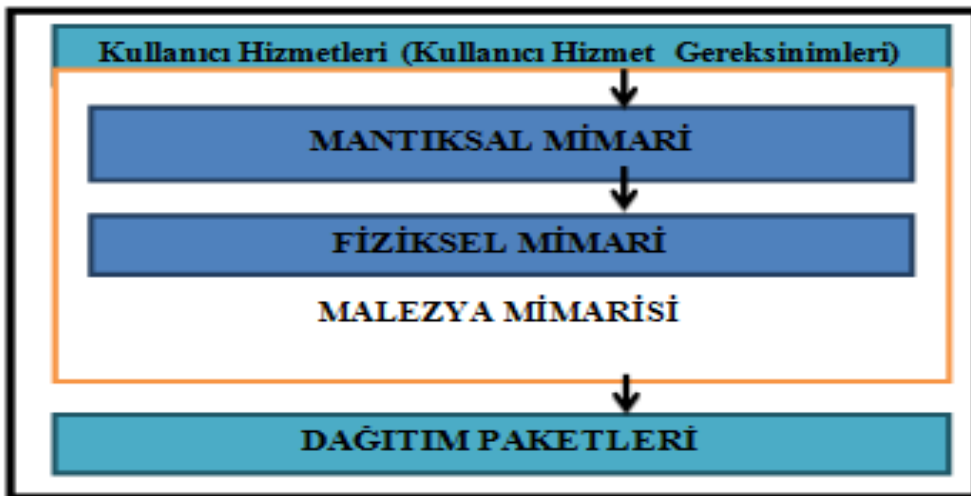 Kullanıcı Hizmetleri (Kullanıcı Hizmet Gereksinimleri)
MANTIKSAL MİMARİ
FİZİKSEL MİMARİ
MALEZYA MİMARİSİ
DAĞITIM PAKETLERİ